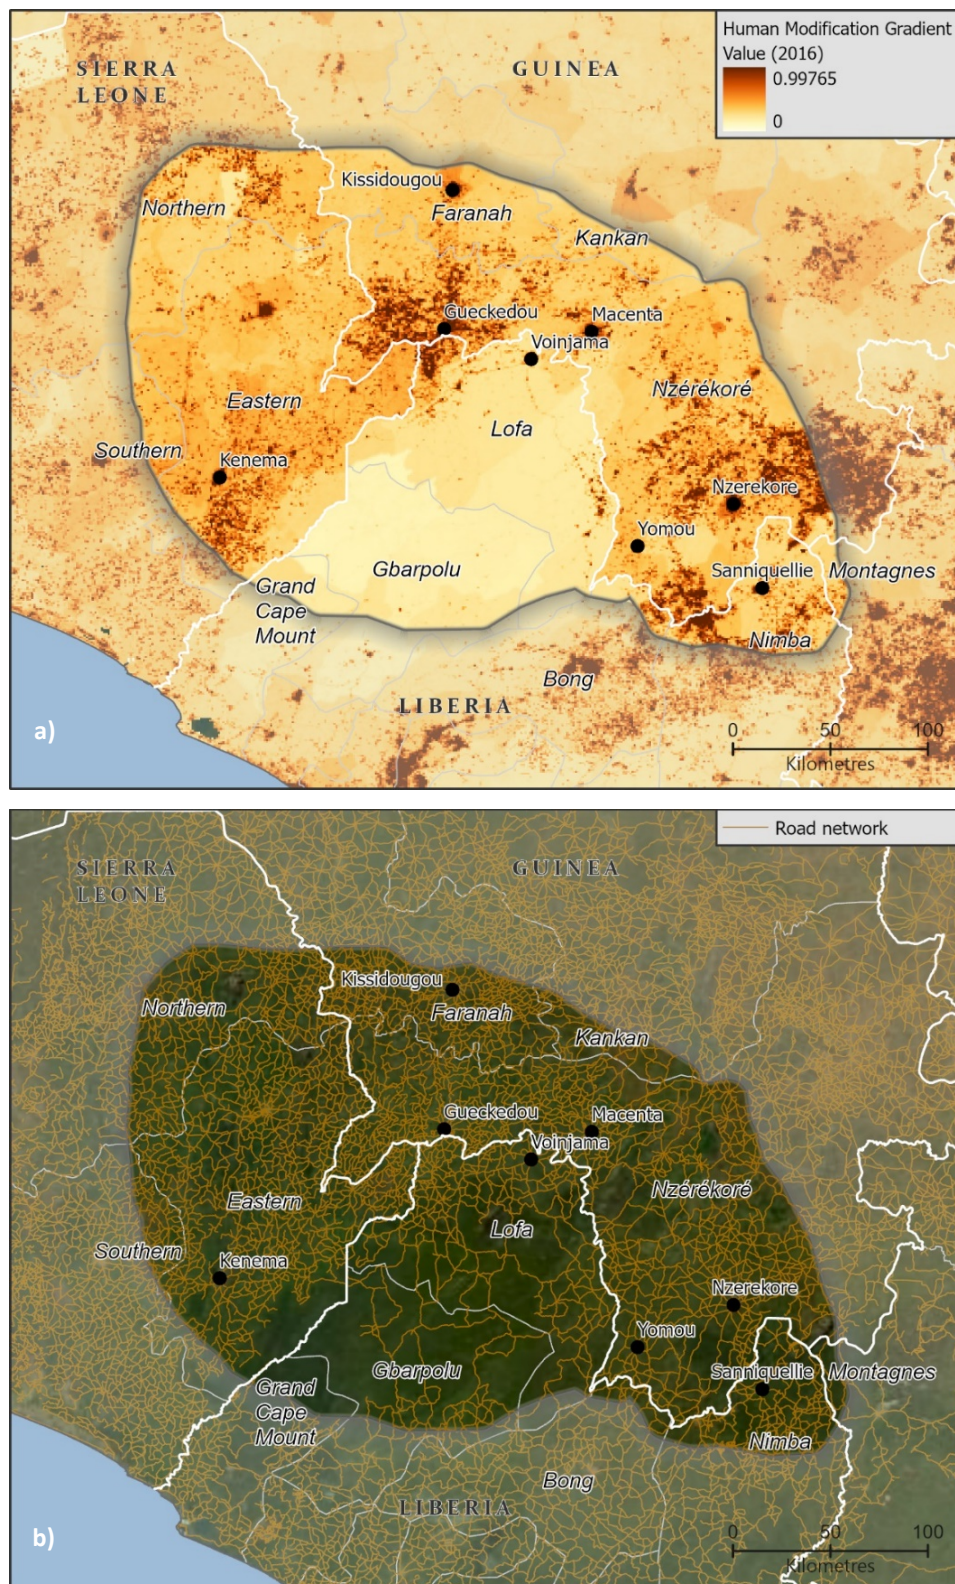 Human Modification Gradient
Value (2016)
0.99765
0
SIERRA
LEONE
GUINEA
Kissidougou
Northern
Faranah
Kankan
Gueckedou
Macenta
Voinjama
Nzérékoré
Eastern
Lofa
Southern
Kenema
Nzerekore
Yomou
Gbarpolu
Sanniquellie
Montagnes
Grand
Cape
Mount
Nimba
Bong
LIBERIA
a)
0 50 100
Kilometres
Road network
SIERRA
LEONE
GUINEA
Kissidougou
Northern
Faranah
Kankan
Gueckedou
Macenta
Voinjama
Nzérékoré
Eastern
Lofa
Southern
Kenema
Nzerekore
Yomou
Gbarpolu
Sanniquellie
Montagnes
Grand
Cape
Mount
Nimba
Bong
LIBERIA
b)
0 50 100
Kilometres